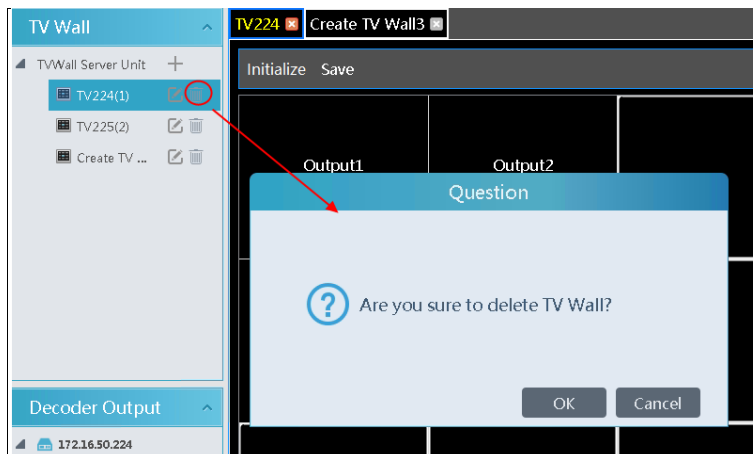 TV Wall
TVWall Server Unit
TV224(1)
TV225(2)
Create TV ...
Decoder Output
172.16.50.224
TV224 Create TV Wall3
Initialize Save
Output1 Output2
Question
Are you sure to delete TV Wall?
OK Cancel